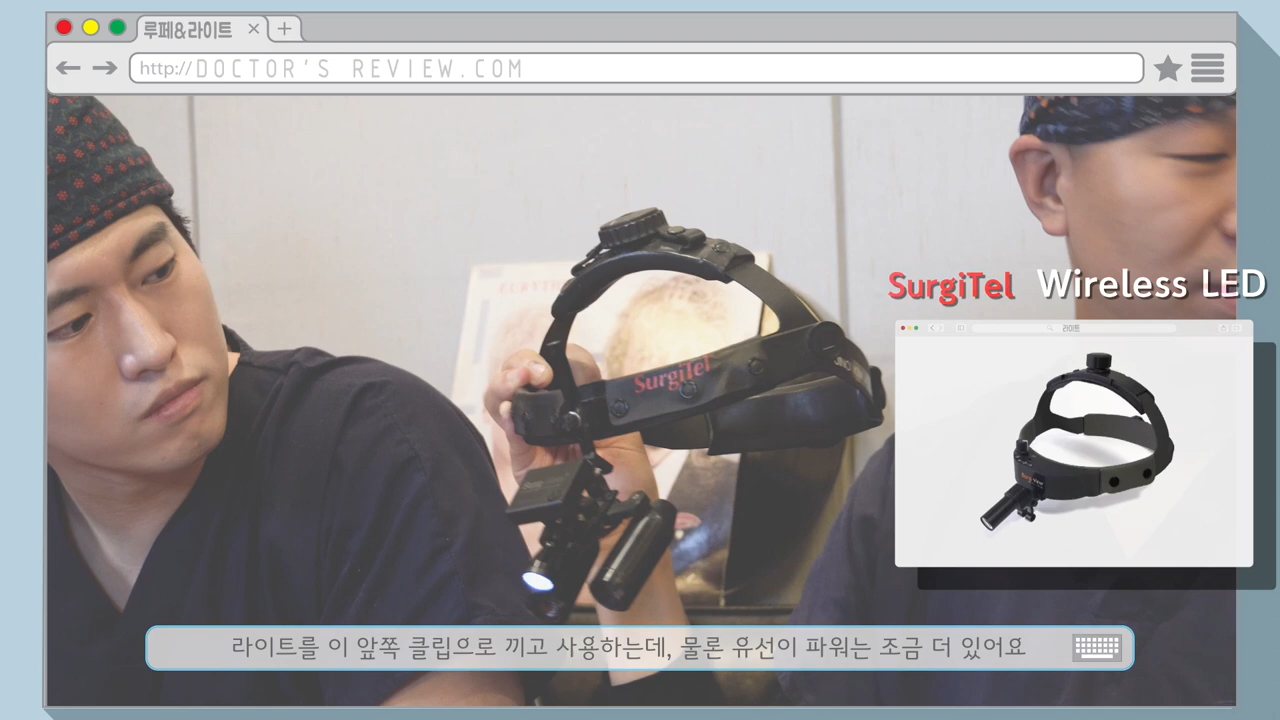 루페&라이트
http://DOCTOR'S REVIEW.COM
SurgiTel Wireless LED
라이트
SurgiTel
라이트를 이 앞쪽 클립으로 끼고 사용하는데, 물론 유선이 파워는 조금 더 있어요